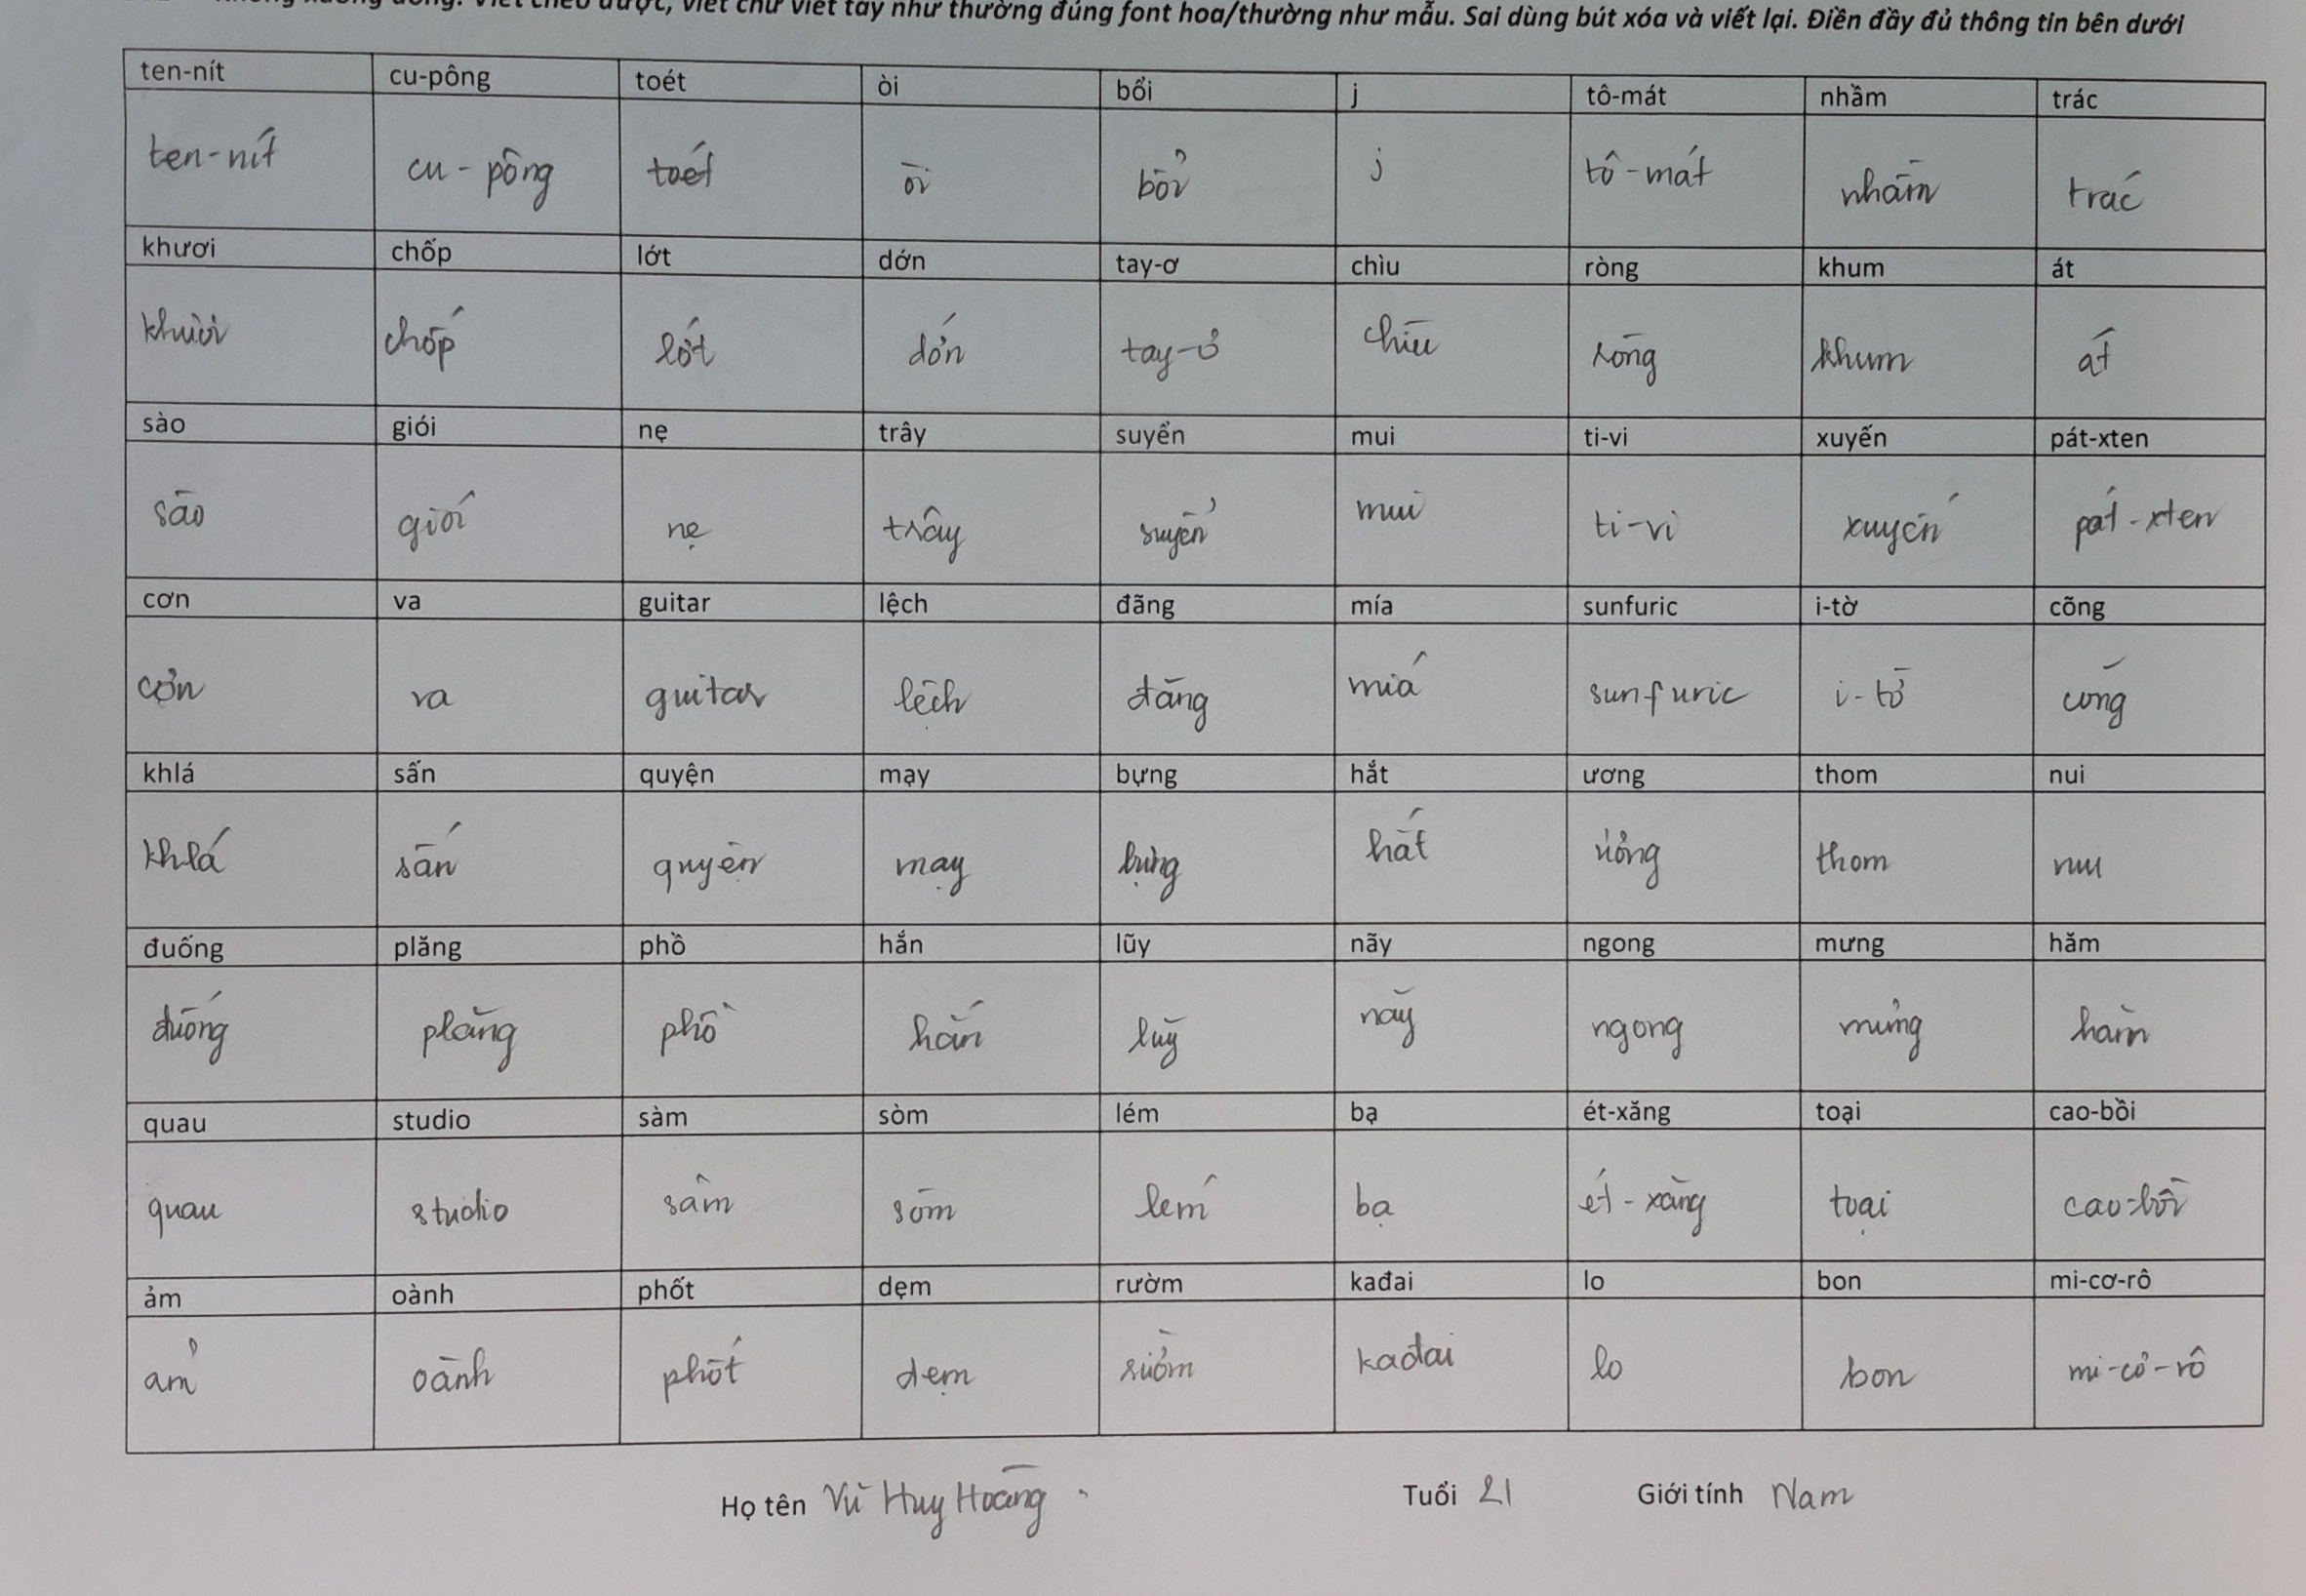 không xuống dòng. Viết theo được, viết chữ viết tay như thường đúng font hoa/thường như mẫu. Sai dùng bút xóa và viết lại. Điền đầy đủ thông tin bên dưới
ten-nít cu-pông toét òi bổi j tô-mát nhầm trác
ten-nít cu-pông toét òi bổi j tô-mát nhầm trác
khươi chốp lớt dớn tay-ơ chìu ròng khum át
khươi chốp lớt dớn tay-ơ chìu ròng khum át
sào giói nẹ trây suyển mui ti-vi xuyến pát-xten
sào giói nẹ trây suyển mui ti-vi xuyến pát-xten
cơn va guitar lệch đãng mía sunfuric i-tờ cõng
cơn va guitar lệch đãng mía sunfuric i-tờ cõng
khlá sấn quyện mạy bựng hắt ương thom nui
khlá sấn quyện mạy bựng hắt ương thom nui
đuống plăng phồ hắn lũy nãy ngong mưng hăm
đuống plăng phồ hắn lũy nãy ngong mưng hăm
quau studio sàm sòm lém bạ ét-xăng toại cao-bồi
quau studio sàm sòm lém bạ ét-xăng toại cao-bồi
ảm oành phốt dẹm rườm kađai lo bon mi-cơ-rô
ảm oành phốt dẹm rườm kađai lo bon mi-cơ-rô
Họ tên Vũ Huy Hoàng Tuổi 21 Giới tính Nam